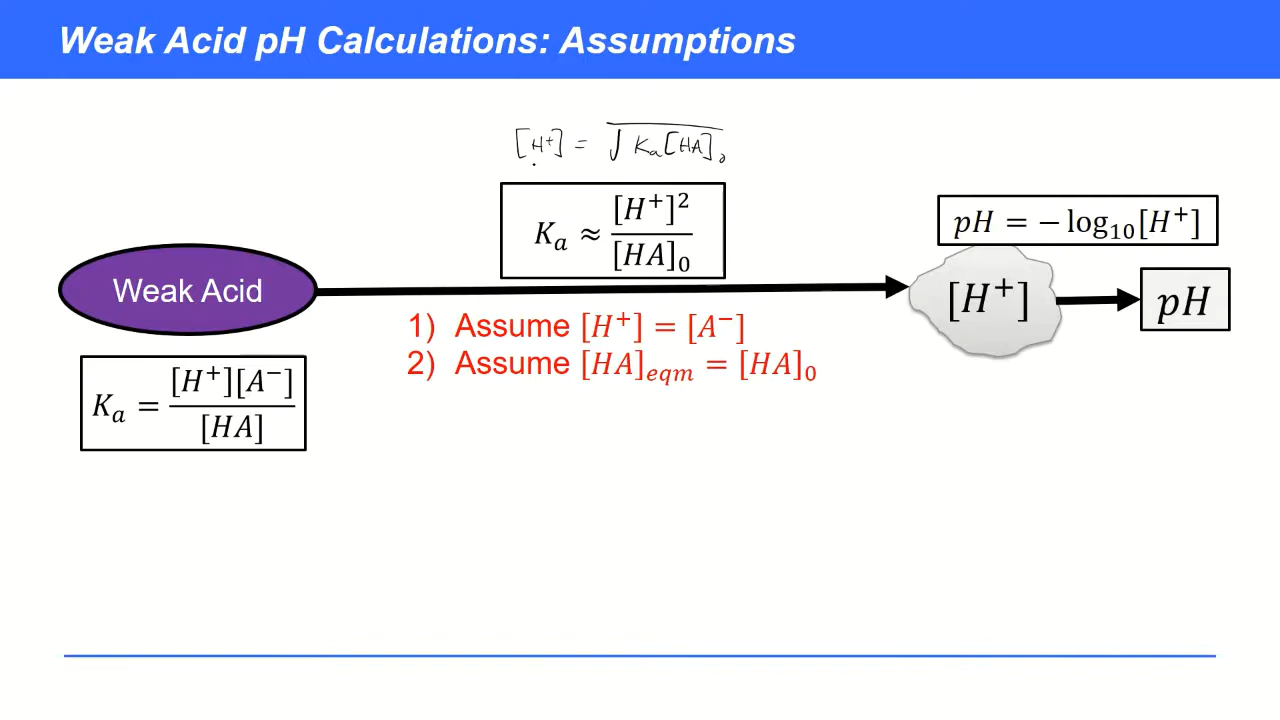 Weak Acid pH Calculations: Assumptions
[H⁺] = √Kₐ[HA]₀
Kₐ ≈ [H⁺]² / [HA]₀
pH = − log₁₀[H⁺]
Weak Acid
[H⁺]
pH
1) Assume [H⁺] = [A⁻]
2) Assume [HA]ₑqₘ = [HA]₀
Kₐ = [H⁺][A⁻] / [HA]